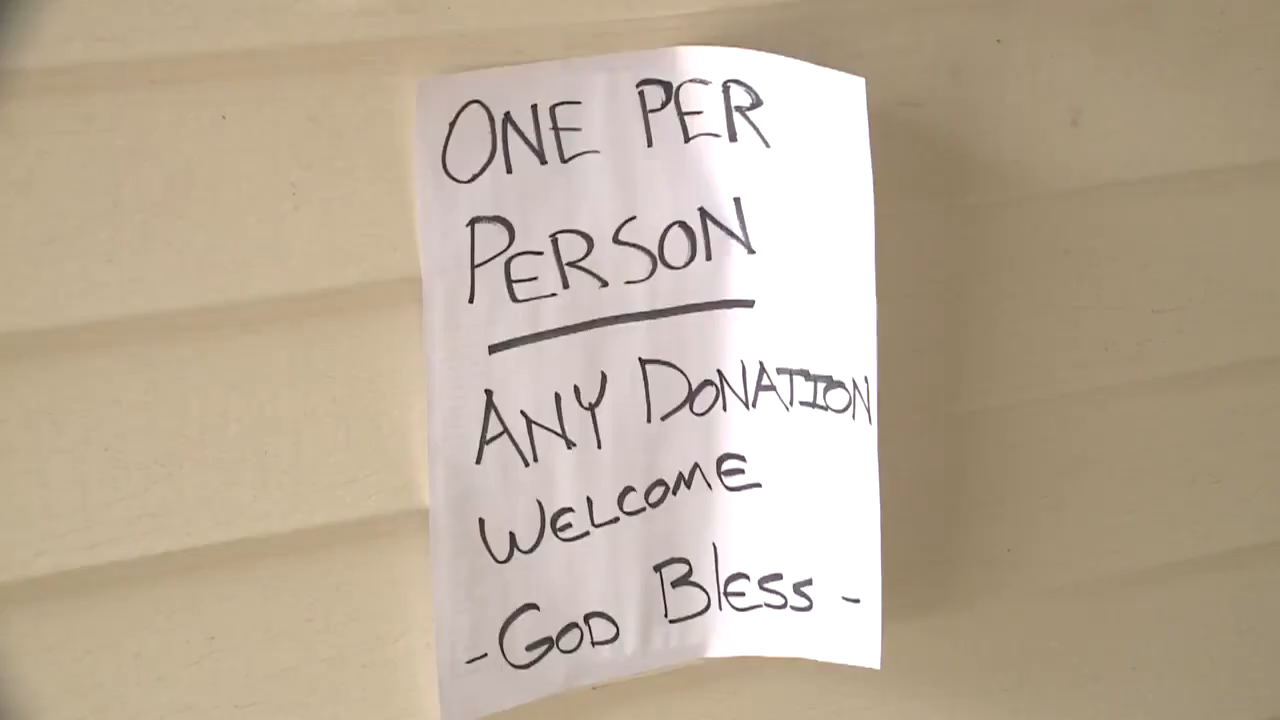 ONE PER
PERSON
ANY DONATION
WELCOME
-GOD BLESS-